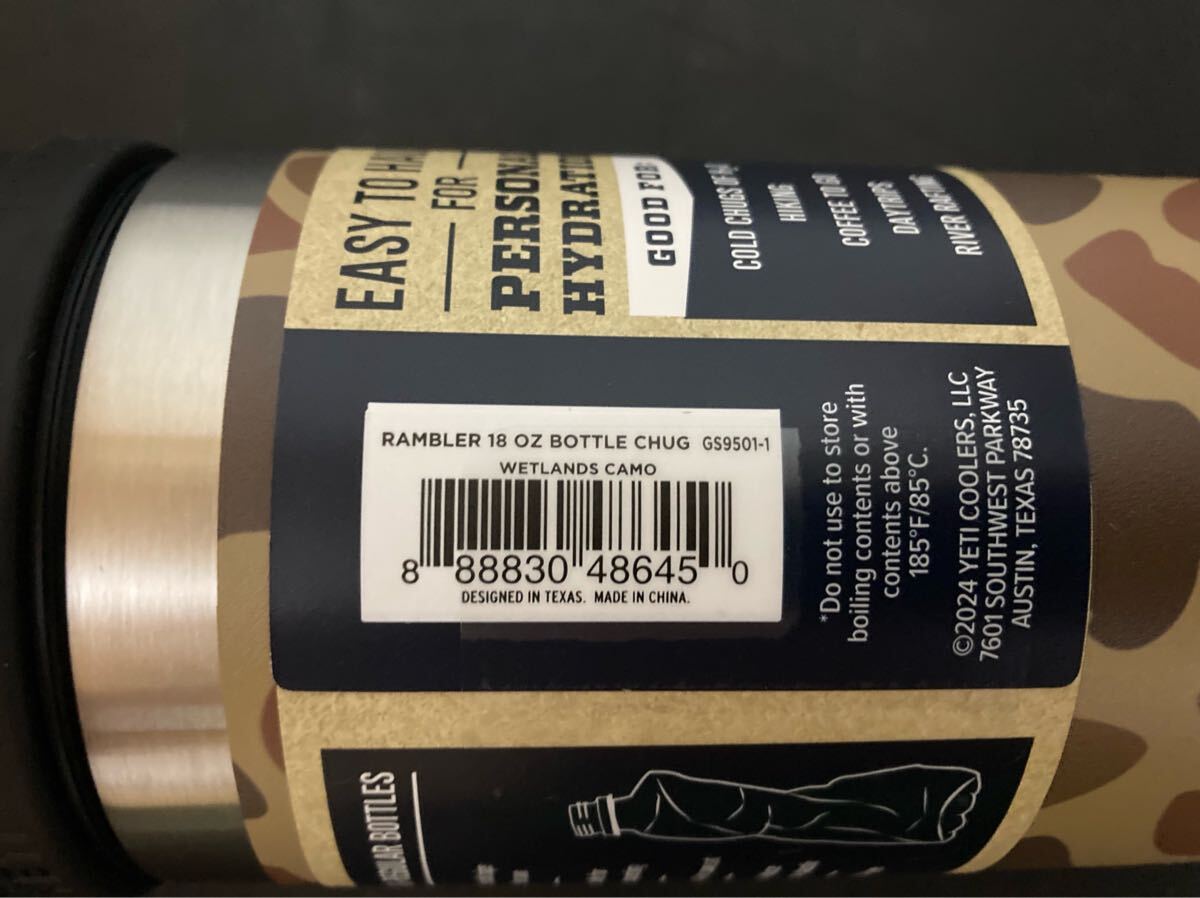 EASY TO
FOR
GOOD FOR:
COLD CHUGS
HIKING
COFFEE TO GO
DAYTRIPS
RIVER RAFTING
RAMBLER 18 OZ BOTTLE CHUG GS9501-1
WETLANDS CAMO
8 88830 48645 0
DESIGNED IN TEXAS. MADE IN CHINA.
*Do not use to store
boiling contents or with
contents above
185°F/85°C.
©2024 YETI COOLERS, LLC
7601 SOUTHWEST PARKWAY
AUSTIN, TEXAS 78735
BOTTLES